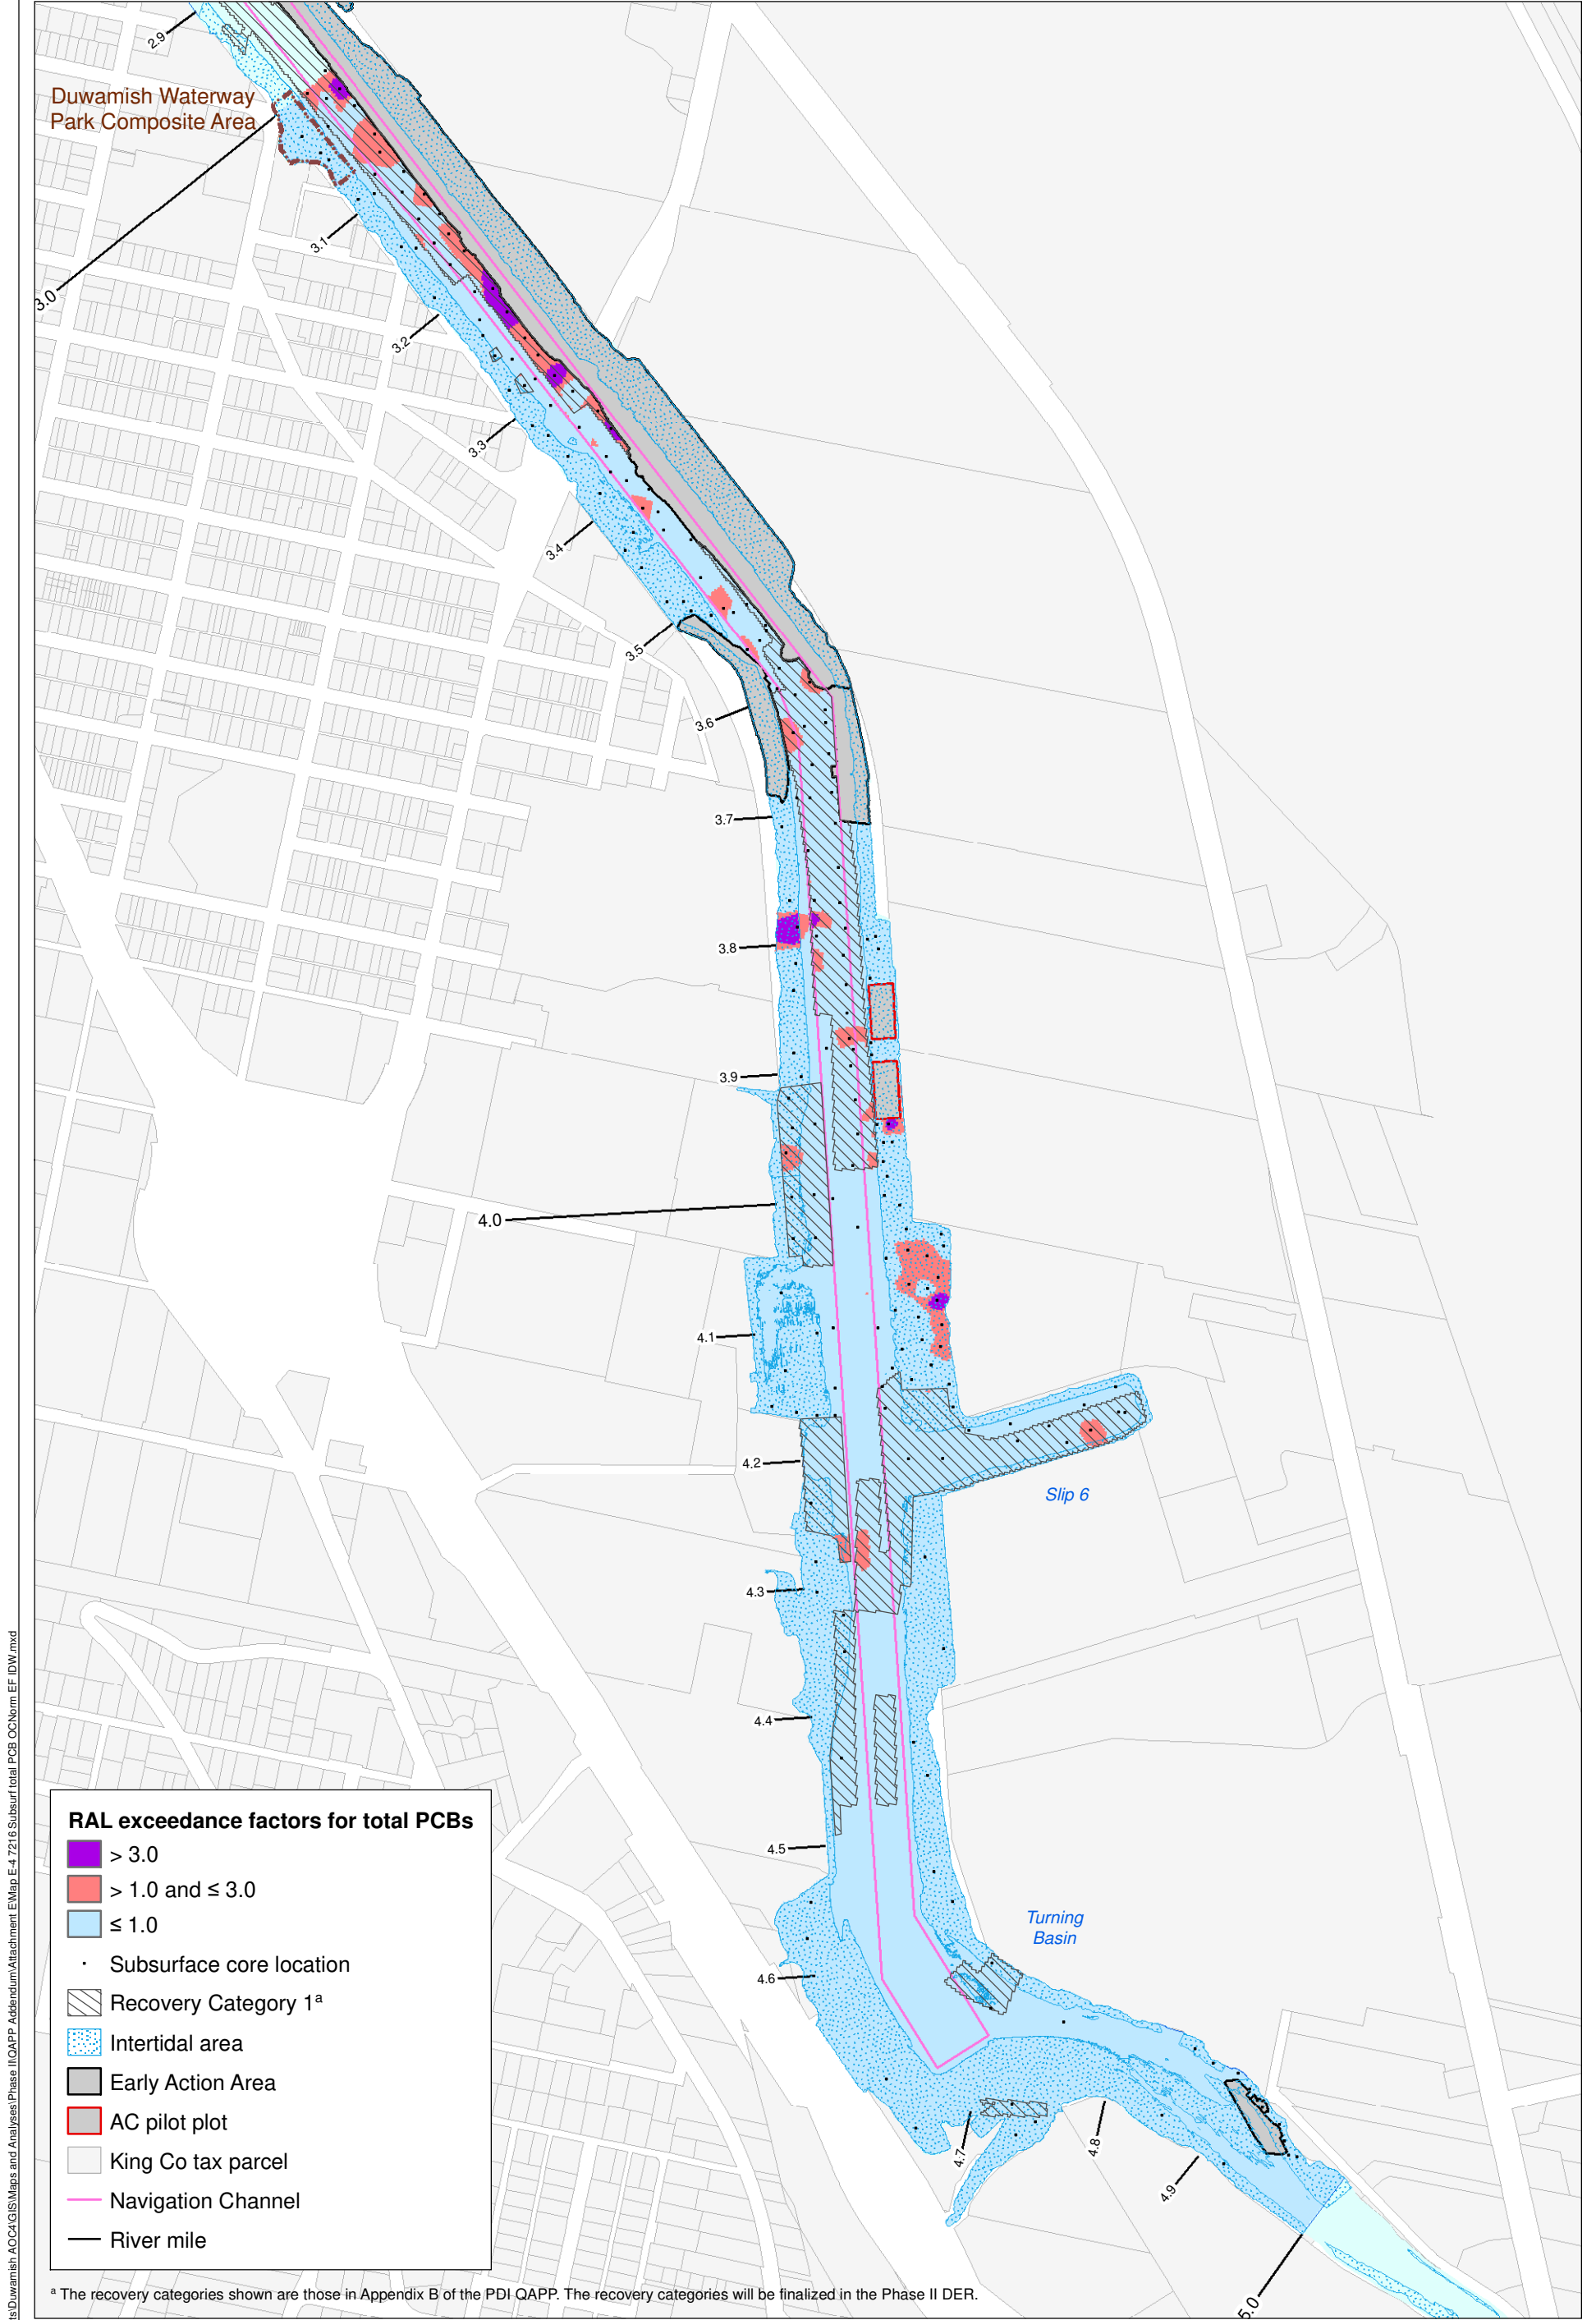 2.9
Duwamish Waterway
Park Composite Area
3.0
3.1
3.2
3.3
3.4
3.5
3.6
3.7
3.8
3.9
4.0
4.1
4.2
Slip 6
4.3
4.4
4.5
Turning
Basin
4.6
4.7
4.8
4.9
5.0
RAL exceedance factors for total PCBs
> 3.0
> 1.0 and ≤ 3.0
≤ 1.0
Subsurface core location
Recovery Category 1ª
Intertidal area
Early Action Area
AC pilot plot
King Co tax parcel
Navigation Channel
River mile
ª The recovery categories shown are those in Appendix B of the PDI QAPP. The recovery categories will be finalized in the Phase II DER.
ts\Duwamish AOC4\GIS\Maps and Analyses\Phase II\QAPP Addendum\Attachment E\Map E-4 7216 Subsurf total PCB OCNorm EF IDW.mxd